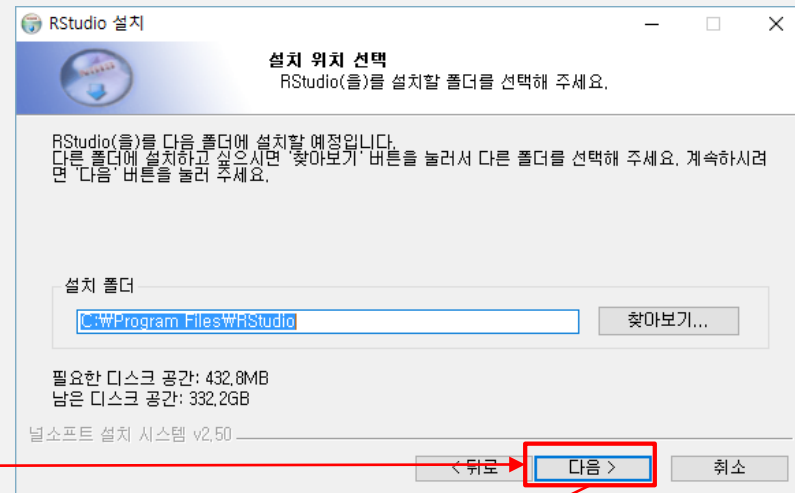 RStudio 설치
설치 위치 선택
RStudio(을)를 설치할 폴더를 선택해 주세요.
RStudio(을)를 다음 폴더에 설치할 예정입니다.
다른 폴더에 설치하고 싶으시면 '찾아보기' 버튼을 눌러서 다른 폴더를 선택해 주세요. 계속하시려
면 '다음' 버튼을 눌러 주세요.
설치 폴더
C:₩Program Files₩RStudio
찾아보기...
필요한 디스크 공간: 432.8MB
남은 디스크 공간: 332.2GB
널소프트 설치 시스템 v2.50
< 뒤로 다음 > 취소